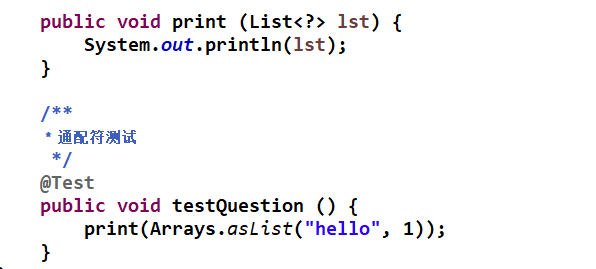 public void print (List<?> lst) {
    System.out.println(lst);
}

/**
* 通配符测试
 */
@Test
public void testQuestion () {
    print(Arrays.asList("hello", 1));
}